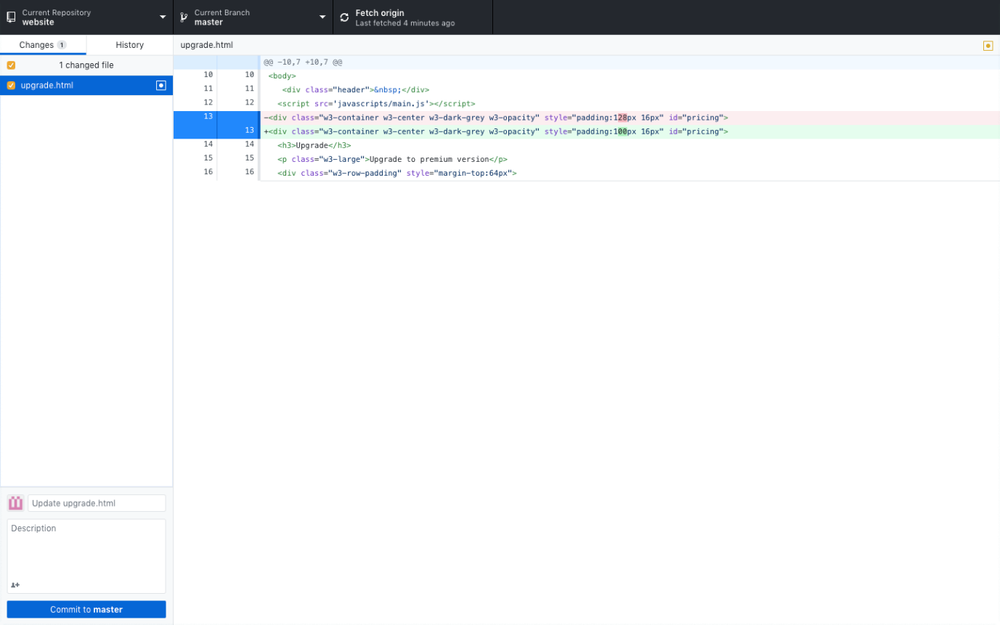 Current Repository
website
Current Branch
master
Fetch origin
Last fetched 4 minutes ago
Changes 1
History
upgrade.html
1 changed file
upgrade.html
@@ -10,7 +10,7 @@
10 10 <body>
11 11 <div class="header">&nbsp;</div>
12 12 <script src='javascripts/main.js'></script>
13 -<div class="w3-container w3-center w3-dark-grey w3-opacity" style="padding:128px 16px" id="pricing">
13 +<div class="w3-container w3-center w3-dark-grey w3-opacity" style="padding:100px 16px" id="pricing">
14 14 <h3>Upgrade</h3>
15 15 <p class="w3-large">Upgrade to premium version</p>
16 16 <div class="w3-row-padding" style="margin-top:64px">
Update upgrade.html
Description
Commit to master